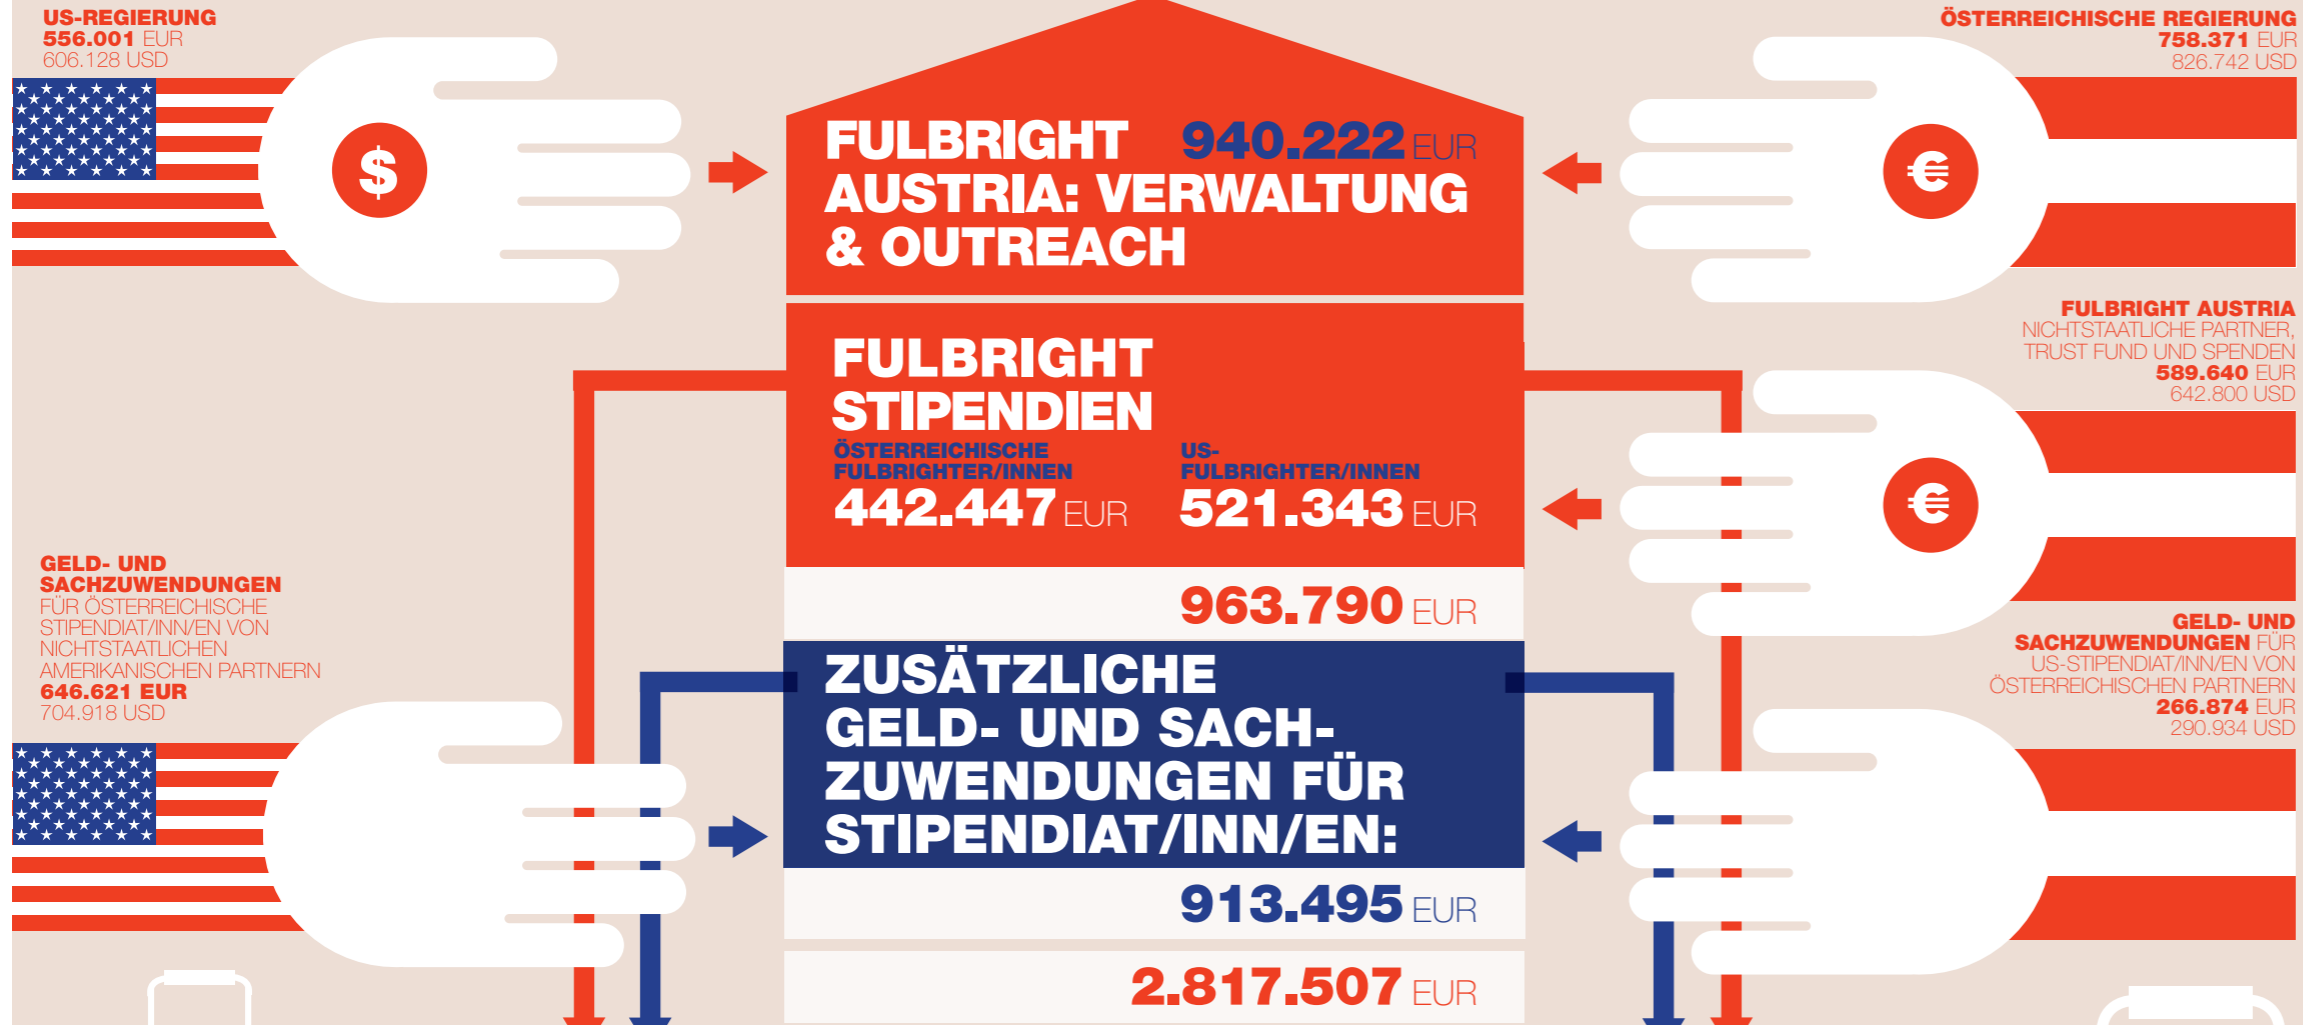 US-REGIERUNG
556.001 EUR
606.128 USD
$
FULBRIGHT 940.222 EUR
AUSTRIA: VERWALTUNG
& OUTREACH
ÖSTERREICHISCHE REGIERUNG
758.371 EUR
826.742 USD
€
FULBRIGHT
STIPENDIEN
ÖSTERREICHISCHE
FULBRIGHTER/INNEN
442.447 EUR
US-
FULBRIGHTER/INNEN
521.343 EUR
963.790 EUR
FULBRIGHT AUSTRIA
NICHTSTAATLICHE PARTNER,
TRUST FUND UND SPENDEN
589.640 EUR
642.800 USD
€
GELD- UND
SACHZUWENDUNGEN
FÜR ÖSTERREICHISCHE
STIPENDIAT/INN/EN VON
NICHTSTAATLICHEN
AMERIKANISCHEN PARTNERN
646.621 EUR
704.918 USD
ZUSÄTZLICHE
GELD- UND SACH-
ZUWENDUNGEN FÜR
STIPENDIAT/INN/EN:
913.495 EUR
2.817.507 EUR
GELD- UND
SACHZUWENDUNGEN FÜR
US-STIPENDIAT/INN/EN VON
ÖSTERREICHISCHEN PARTNERN
266.874 EUR
290.934 USD